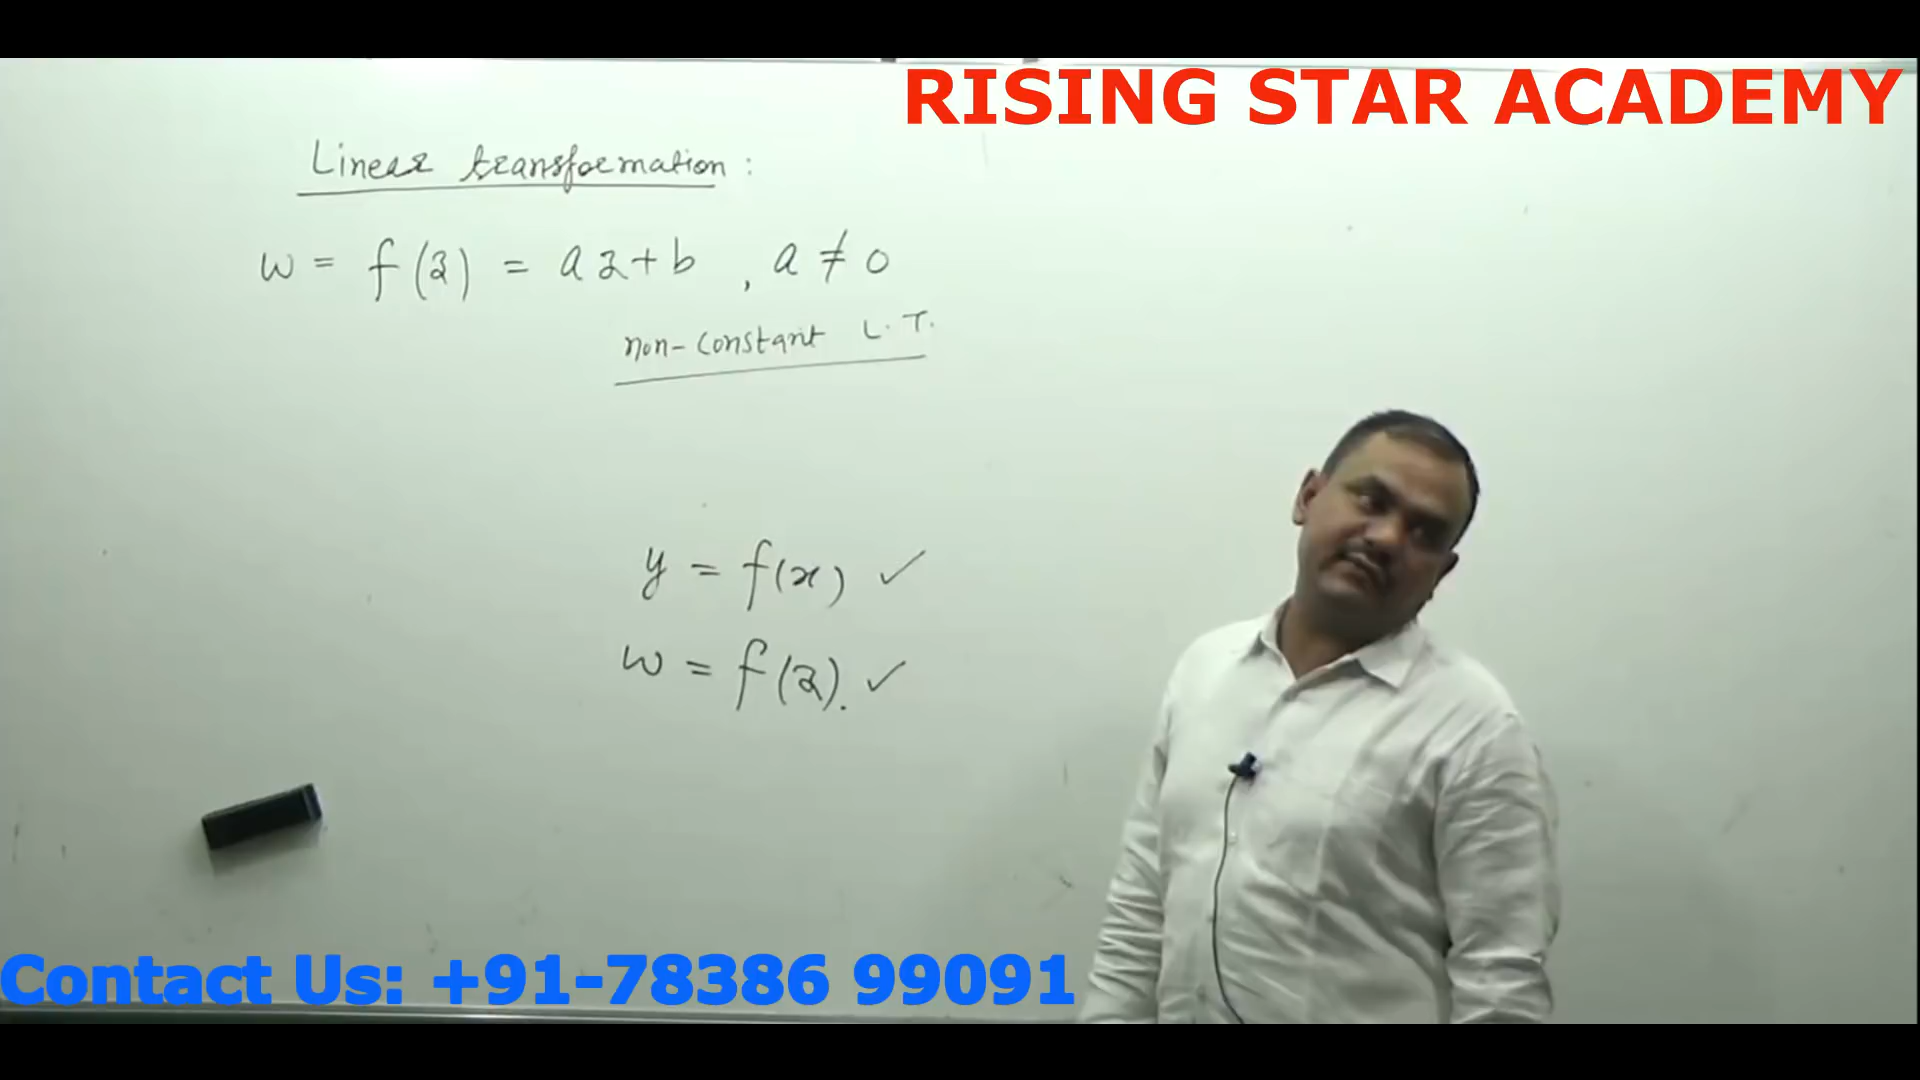 RISING STAR ACADEMY
Linear transformation :
w = f(z) = az+b , a ≠ 0
non-constant L.T.
y = f(x) ✓
w = f(z). ✓
Contact Us: +91-78386 99091